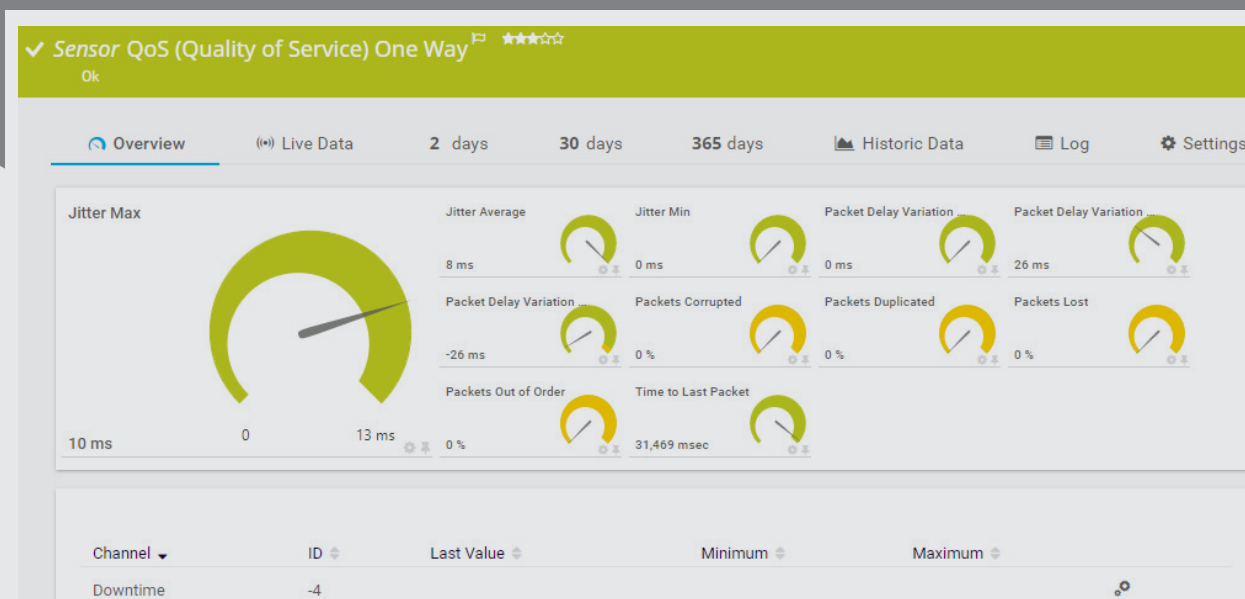 Sensor QoS (Quality of Service) One Way
Ok
Overview
Live Data
2 days
30 days
365 days
Historic Data
Log
Settings
Jitter Max
10 ms
0
13 ms
Jitter Average
8 ms
Jitter Min
0 ms
Packet Delay Variation ...
0 ms
Packet Delay Variation ...
26 ms
Packet Delay Variation ...
-26 ms
Packets Corrupted
0 %
Packets Duplicated
0 %
Packets Lost
0 %
Packets Out of Order
0 %
Time to Last Packet
31,469 msec
Channel ID Last Value Minimum Maximum
Downtime -4